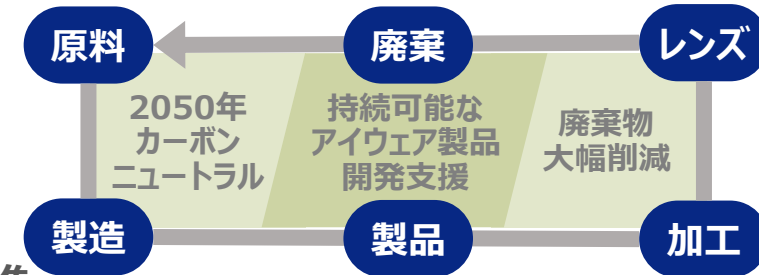 原料
廃棄
レンズ
2050年
カーボン
ニュートラル
持続可能な
アイウェア製品
開発支援
廃棄物
大幅削減
製造
製品
加工